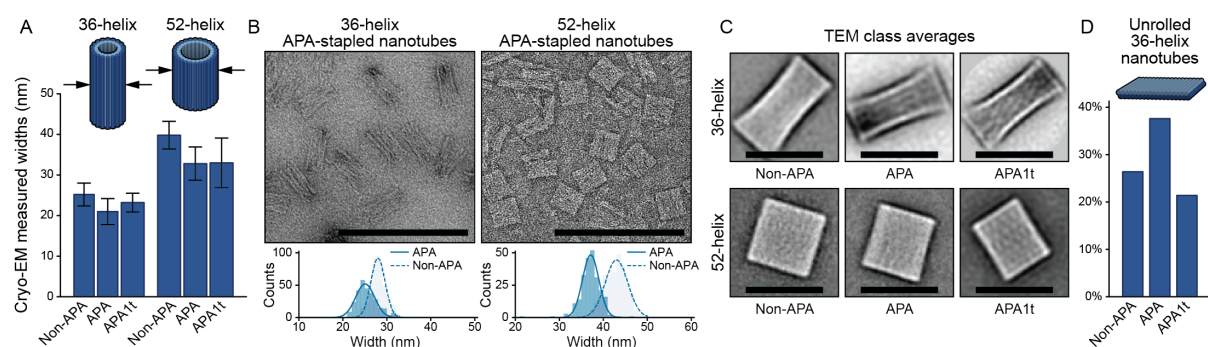 A
36-helix
52-helix
Cryo-EM measured widths (nm)
50
40
30
20
10
0
Non-APA
APA
APA1t
Non-APA
APA
APA1t
B
36-helix
APA-stapled nanotubes
52-helix
APA-stapled nanotubes
Counts
100
50
0
APA
Non-APA
10
20
30
40
50
Width (nm)
Counts
50
0
APA
Non-APA
20
30
40
50
60
Width (nm)
C
TEM class averages
36-helix
Non-APA
APA
APA1t
52-helix
Non-APA
APA
APA1t
D
Unrolled
36-helix
nanotubes
40%
30%
20%
10%
0%
Non-APA
APA
APA1t